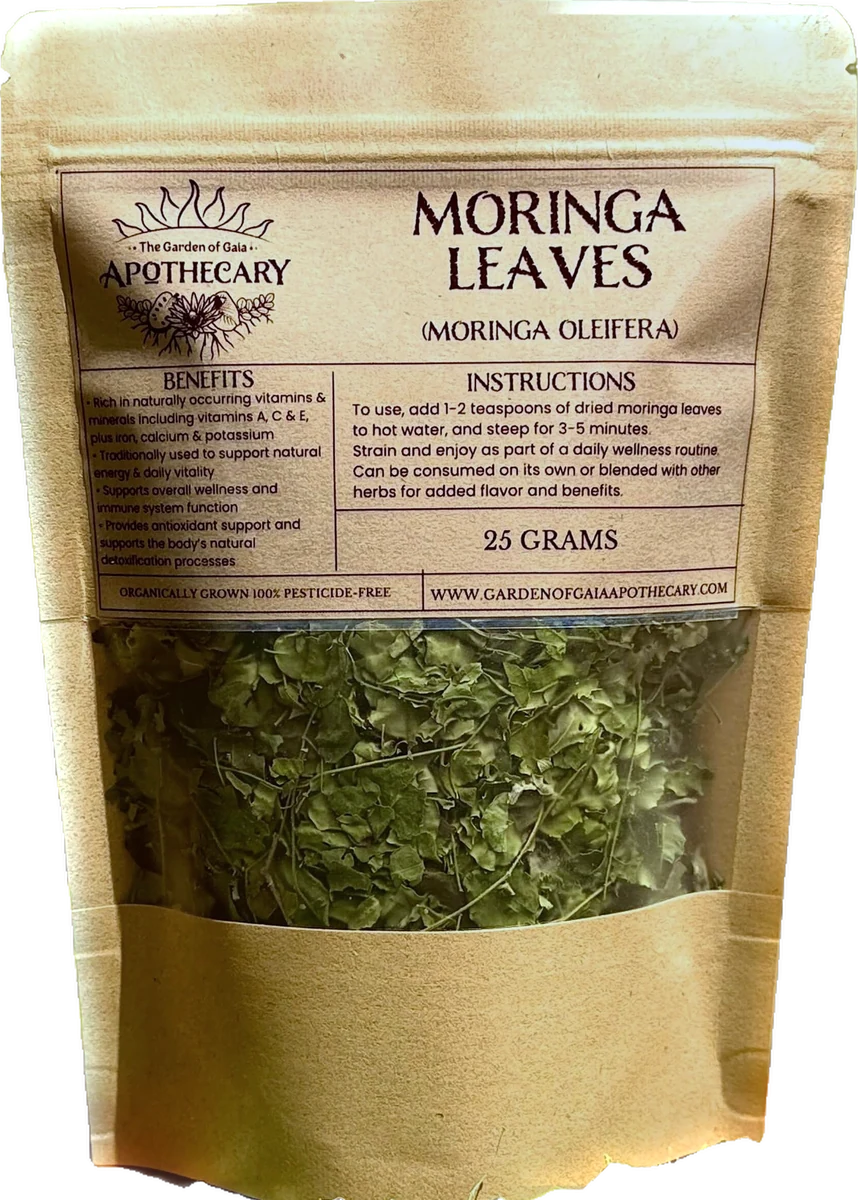 The Garden of Gaia
APOTHECARY
MORINGA
LEAVES
(MORINGA OLEIFERA)
BENEFITS
• Rich in naturally occurring vitamins &
minerals including vitamins A, C & E,
plus iron, calcium & potassium
• Traditionally used to support natural
energy & daily vitality
• Supports overall wellness and
immune system function
• Provides antioxidant support and
supports the body's natural
detoxification processes
INSTRUCTIONS
To use, add 1-2 teaspoons of dried moringa leaves
to hot water, and steep for 3-5 minutes.
Strain and enjoy as part of a daily wellness routine.
Can be consumed on its own or blended with other
herbs for added flavor and benefits.
25 GRAMS
ORGANICALLY GROWN 100% PESTICIDE-FREE
WWW.GARDENOFGAIAAPOTHECARY.COM